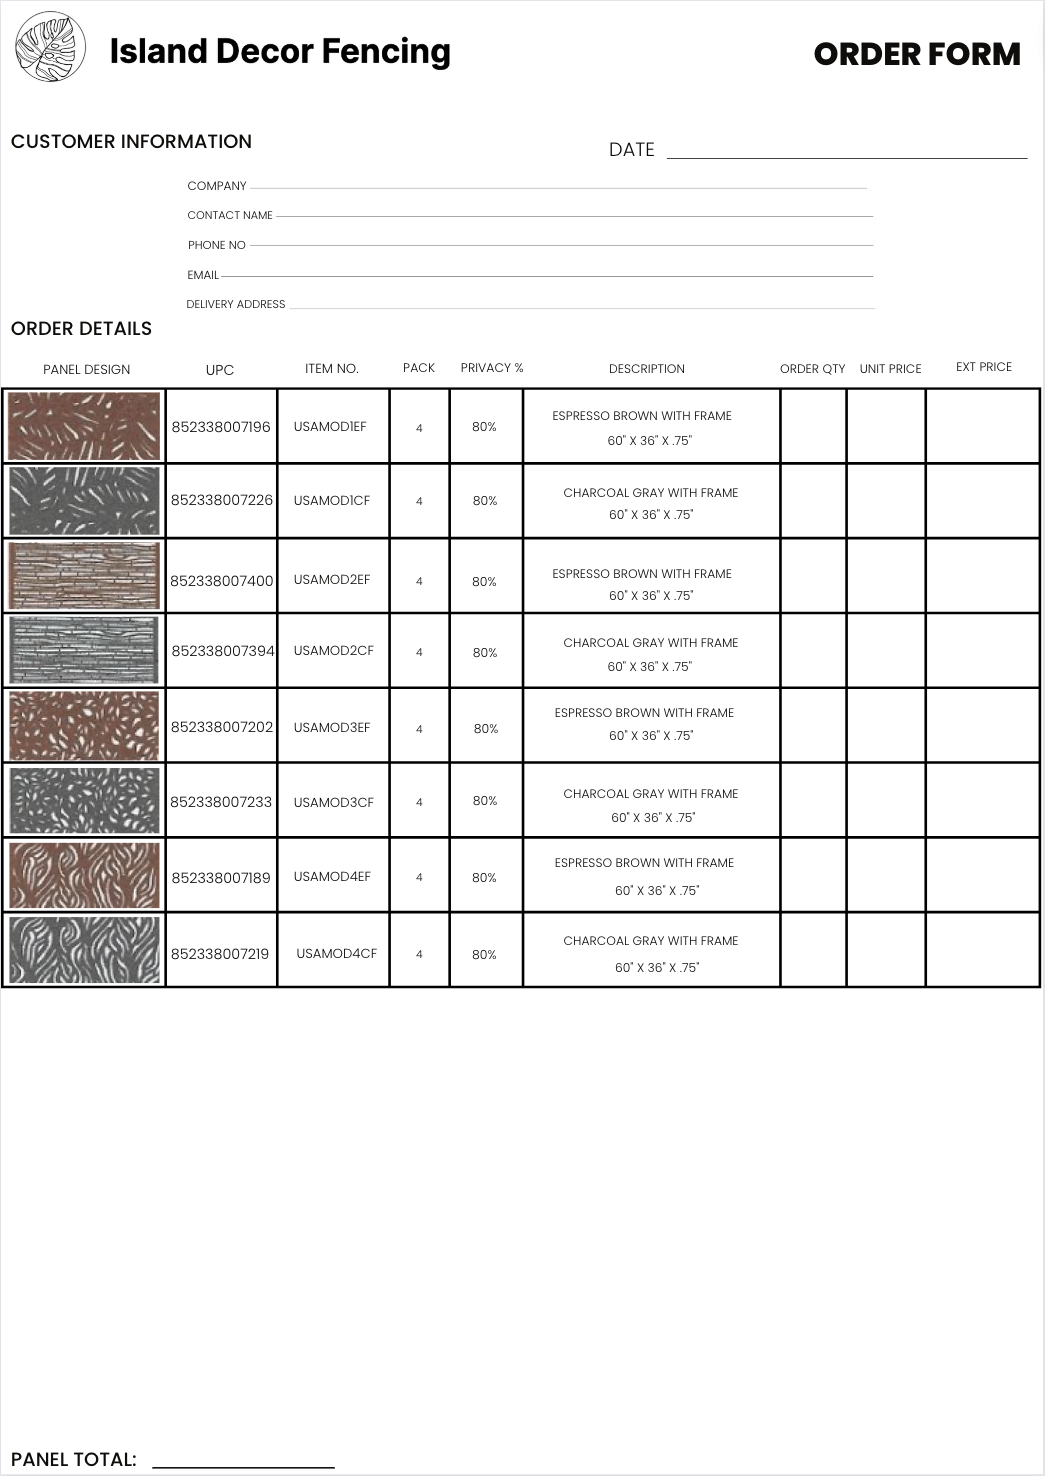 Island Decor Fencing
ORDER FORM
CUSTOMER INFORMATION
DATE
COMPANY
CONTACT NAME
PHONE NO
EMAIL
DELIVERY ADDRESS
ORDER DETAILS
PANEL DESIGN UPC ITEM NO. PACK PRIVACY % DESCRIPTION ORDER QTY UNIT PRICE EXT PRICE
852338007196 USAMOD1EF 4 80% ESPRESSO BROWN WITH FRAME
60" X 36" X .75"
852338007226 USAMOD1CF 4 80% CHARCOAL GRAY WITH FRAME
60" X 36" X .75"
852338007400 USAMOD2EF 4 80% ESPRESSO BROWN WITH FRAME
60" X 36" X .75"
852338007394 USAMOD2CF 4 80% CHARCOAL GRAY WITH FRAME
60" X 36" X .75"
852338007202 USAMOD3EF 4 80% ESPRESSO BROWN WITH FRAME
60" X 36" X .75"
852338007233 USAMOD3CF 4 80% CHARCOAL GRAY WITH FRAME
60" X 36" X .75"
852338007189 USAMOD4EF 4 80% ESPRESSO BROWN WITH FRAME
60" X 36" X .75"
852338007219 USAMOD4CF 4 80% CHARCOAL GRAY WITH FRAME
60" X 36" X .75"
PANEL TOTAL: